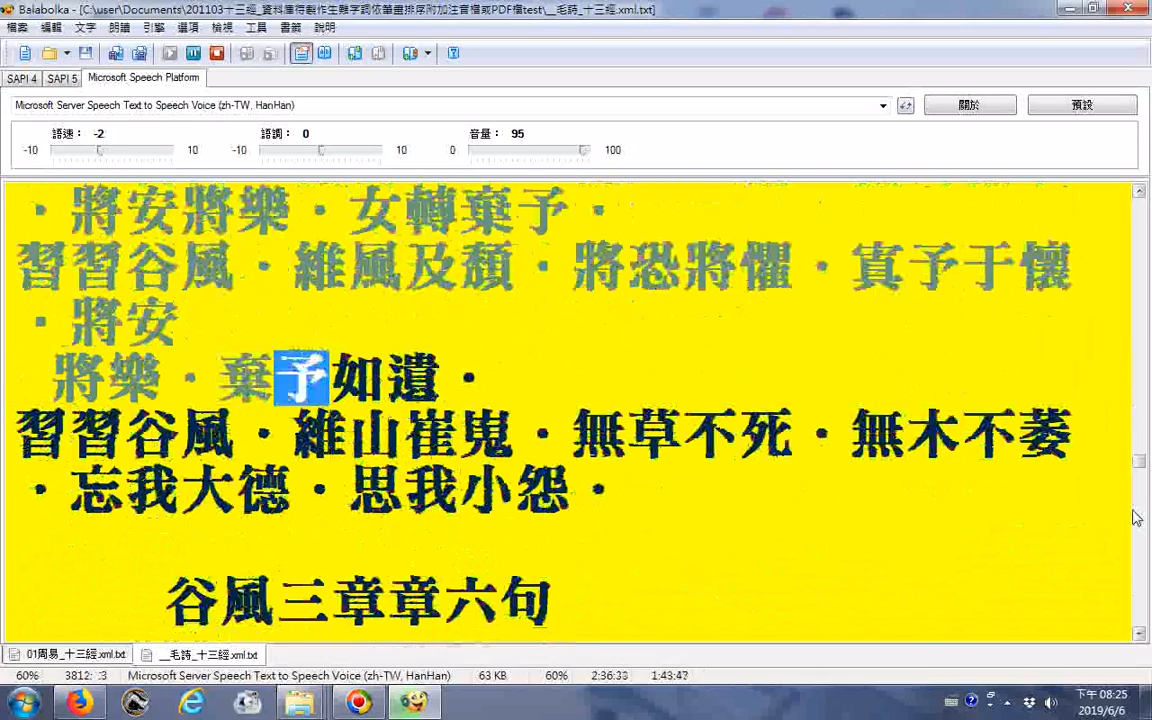 Balabolka - [C:\user\Documents\201103十三經_資料庫得製作生難字詞依筆畫排序附加注音檔或PDF檔test\__毛詩_十三經.xml.txt]
檔案 編輯 文字 朗讀 引擎 選項 檢視 工具 書籤 說明
SAPI 4 SAPI 5 Microsoft Speech Platform
Microsoft Server Speech Text to Speech Voice (zh-TW, HanHan) 關於 預設
語速： -2 語調： 0 音量： 95
-10 10 -10 10 0 100
．將安將樂．女轉棄予．
習習谷風．維風及頹．將恐將懼．寘予于懷
．將安
將樂．棄予如遺．
習習谷風．維山崔嵬．無草不死．無木不萎
．忘我大德．思我小怨．
谷風三章章六句
01周易_十三經.xml.txt __毛詩_十三經.xml.txt
60% 3812: :3 Microsoft Server Speech Text to Speech Voice (zh-TW, HanHan) 63 KB 60% 2:36:33 1:43:47
下午 08:25
2019/6/6